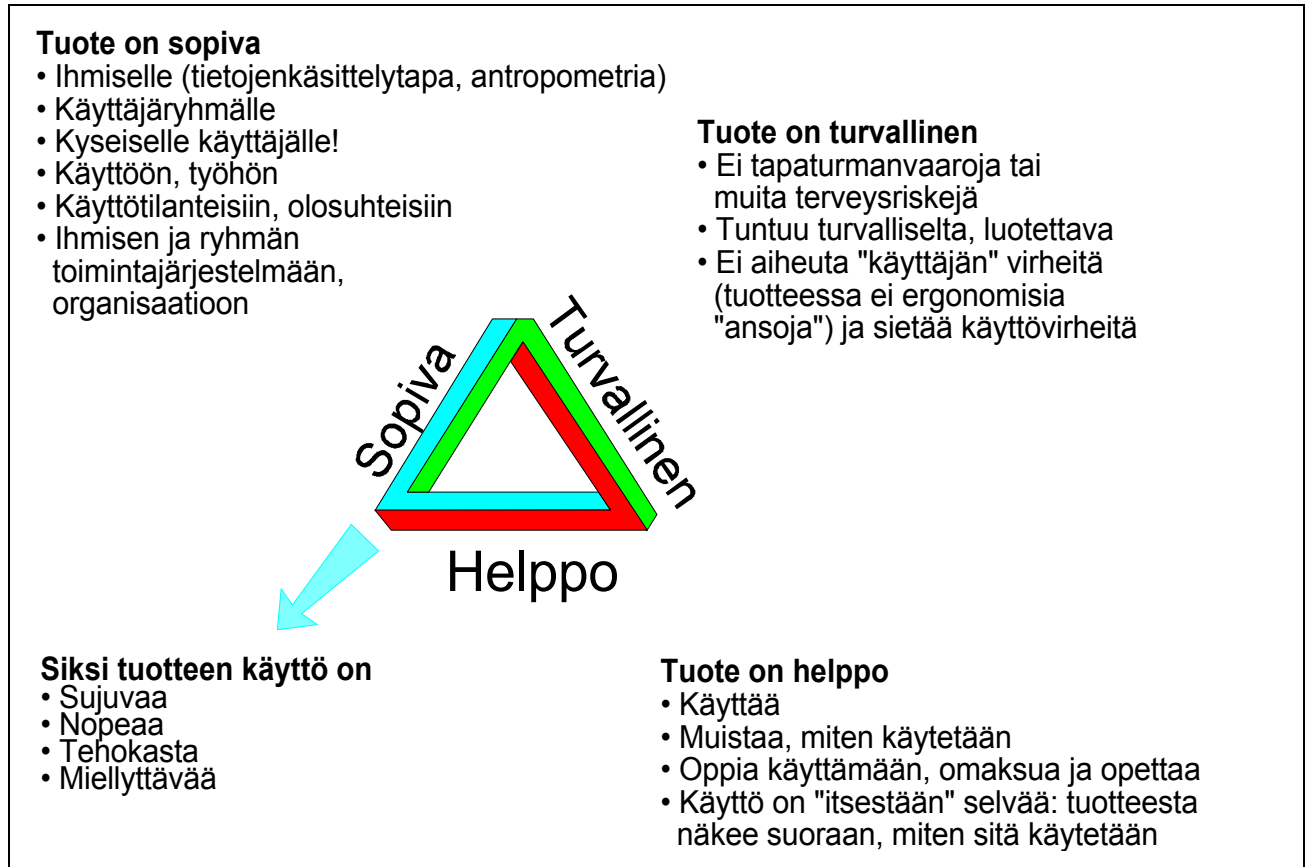 Tuote on sopiva
• Ihmiselle (tietojenkäsittelytapa, antropometria)
• Käyttäjäryhmälle
• Kyseiselle käyttäjälle!
• Käyttöön, työhön
• Käyttötilanteisiin, olosuhteisiin
• Ihmisen ja ryhmän
toimintajärjestelmään,
organisaatioon
Tuote on turvallinen
• Ei tapaturmanvaaroja tai
muita terveysriskejä
• Tuntuu turvalliselta, luotettava
• Ei aiheuta "käyttäjän" virheitä
(tuotteessa ei ergonomisia
"ansoja") ja sietää käyttövirheitä
Sopiva
Turvallinen
Helppo
Siksi tuotteen käyttö on
• Sujuvaa
• Nopeaa
• Tehokasta
• Miellyttävää
Tuote on helppo
• Käyttää
• Muistaa, miten käytetään
• Oppia käyttämään, omaksua ja opettaa
• Käyttö on "itsestään" selvää: tuotteesta
näkee suoraan, miten sitä käytetään